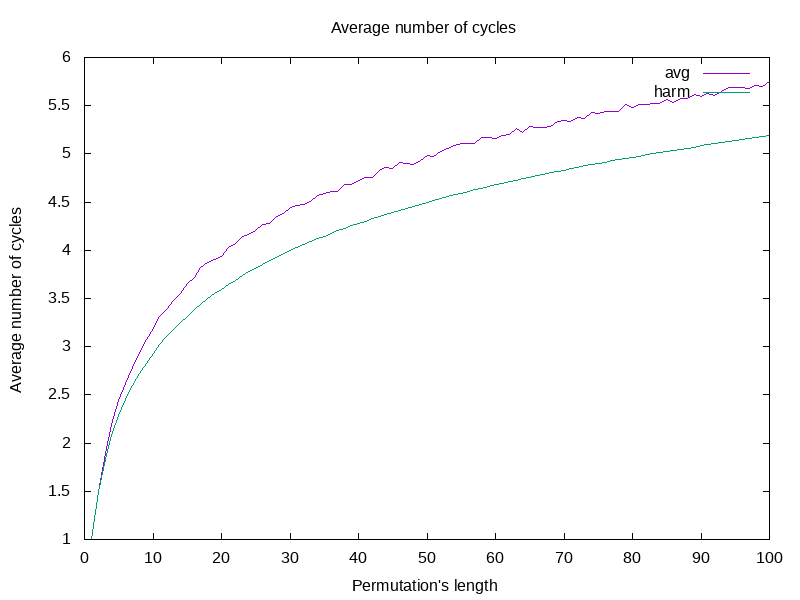 Average number of cycles
avg
harm
Average number of cycles
6
5.5
5
4.5
4
3.5
3
2.5
2
1.5
1
0 10 20 30 40 50 60 70 80 90 100
Permutation's length